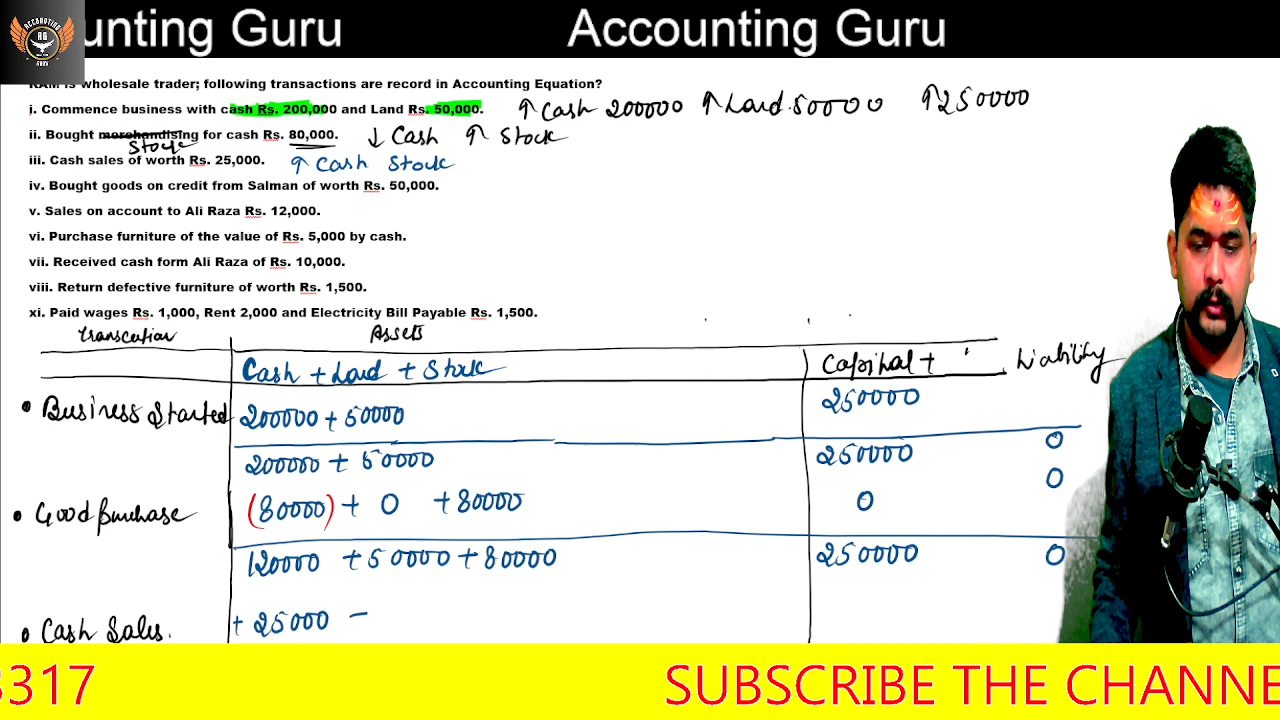 unting Guru Accounting Guru
ACCOUNTING
AG
GURU
RAM is wholesale trader; following transactions are record in Accounting Equation?
i. Commence business with cash Rs. 200,000 and Land Rs. 50,000. ↑ Cash 200000 ↑ Land 50000 ↑ 250000
ii. Bought merchandising for cash Rs. 80,000. ↓ Cash ↑ Stock
Stock
iii. Cash sales of worth Rs. 25,000. ↑ Cash Stock
iv. Bought goods on credit from Salman of worth Rs. 50,000.
v. Sales on account to Ali Raza Rs. 12,000.
vi. Purchase furniture of the value of Rs. 5,000 by cash.
vii. Received cash form Ali Raza of Rs. 10,000.
viii. Return defective furniture of worth Rs. 1,500.
xi. Paid wages Rs. 1,000, Rent 2,000 and Electricity Bill Payable Rs. 1,500.
Transcation Assets
Cash + Land + Stock Capital + Liability
• Business Started 200000 + 50000 250000
0
200000 + 50000 250000
0
• Good Purchase (80000) + 0 + 80000 0
120000 + 50000 + 80000 250000 0
• Cash Sales. + 25000 –
3317 SUBSCRIBE THE CHANNE